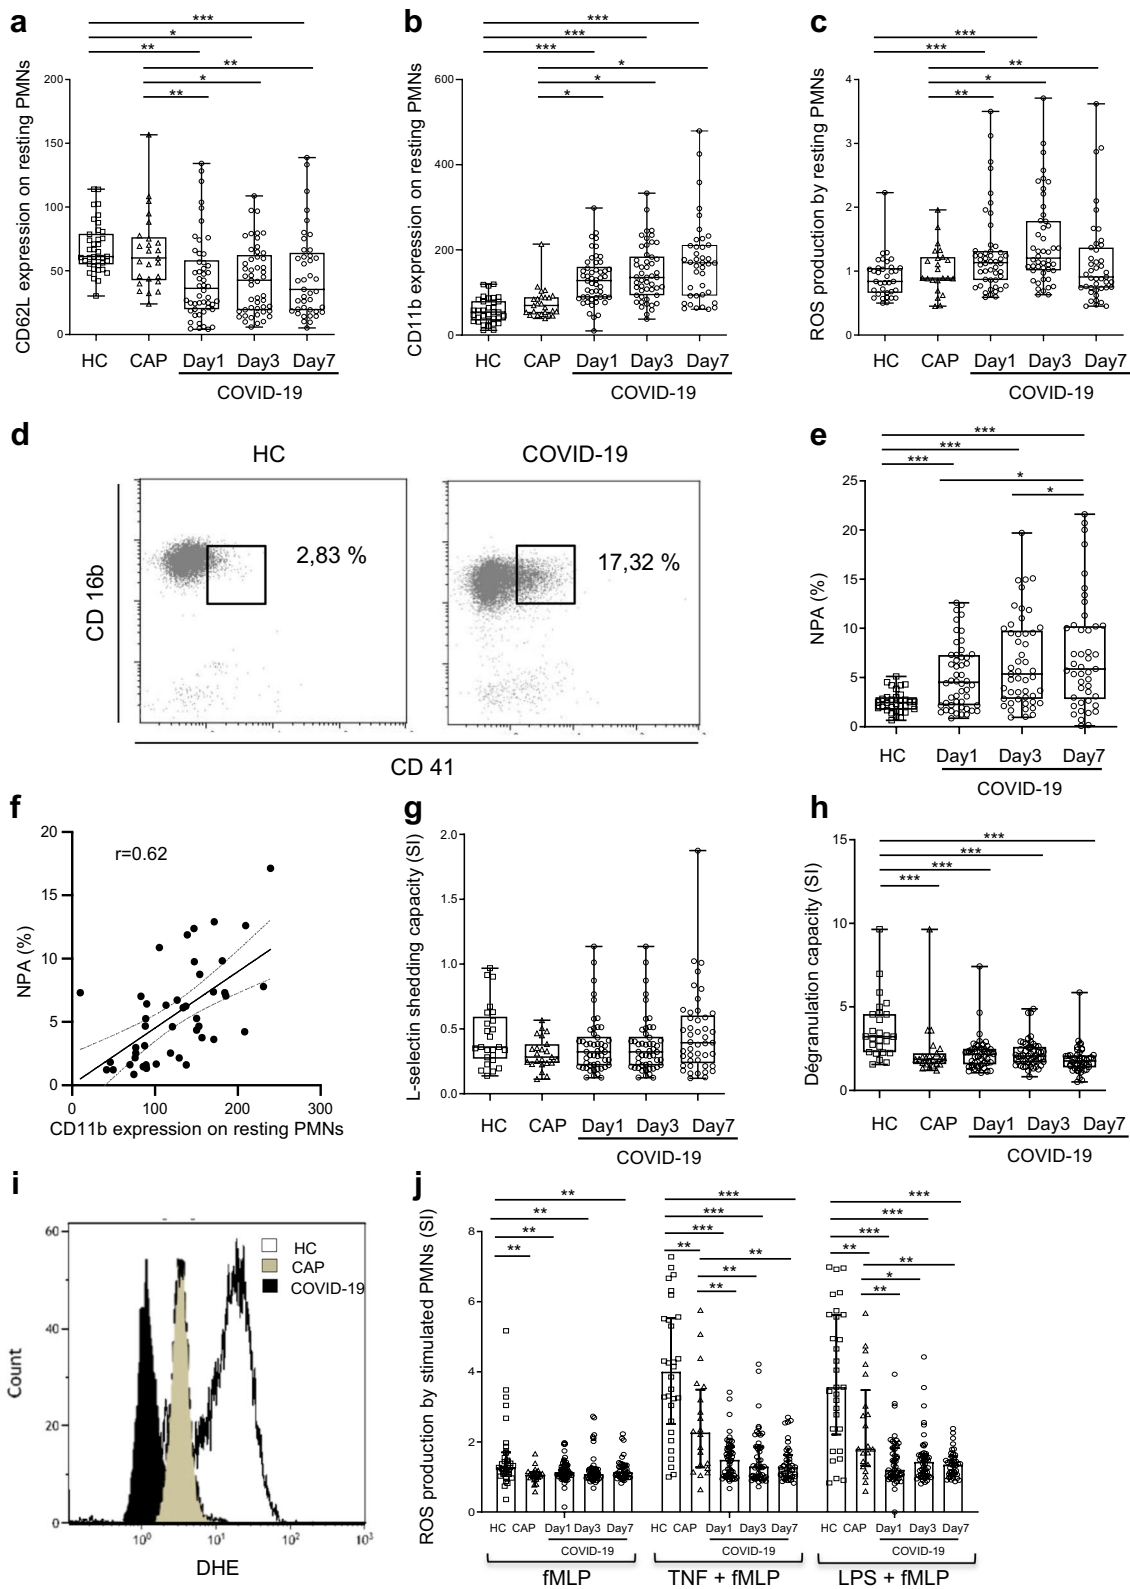 a
b
c
***
*
**
**
*
**
***
***
***
*
*
*
***
***
**
*
**
CD62L expression on resting PMNs
200
150
100
50
0
HC CAP Day1 Day3 Day7
COVID-19
CD11b expression on resting PMNs
600
400
200
0
HC CAP Day1 Day3 Day7
COVID-19
ROS production by resting PMNs
4
3
2
1
0
HC CAP Day1 Day3 Day7
COVID-19
d
HC
COVID-19
2,83 %
17,32 %
CD 16b
CD 41
e
***
***
***
*
*
NPA (%)
25
20
15
10
5
0
HC Day1 Day3 Day7
COVID-19
f
r=0.62
NPA (%)
20
15
10
5
0
0 100 200 300
CD11b expression on resting PMNs
g
L-selectin shedding capacity (SI)
2.0
1.5
1.0
0.5
0.0
HC CAP Day1 Day3 Day7
COVID-19
h
***
***
***
***
Dégranulation capacity (SI)
15
10
5
0
HC CAP Day1 Day3 Day7
COVID-19
i
HC
CAP
COVID-19
Count
60
40
20
0
10⁰ 10¹ 10² 10³
DHE
j
** *** ***
** *** ***
** *** ***
** ** **
** **
** *
** **
ROS production by stimulated PMNs (SI)
8
6
4
2
0
HC CAP Day1 Day3 Day7 HC CAP Day1 Day3 Day7 HC CAP Day1 Day3 Day7
COVID-19 COVID-19 COVID-19
fMLP TNF + fMLP LPS + fMLP